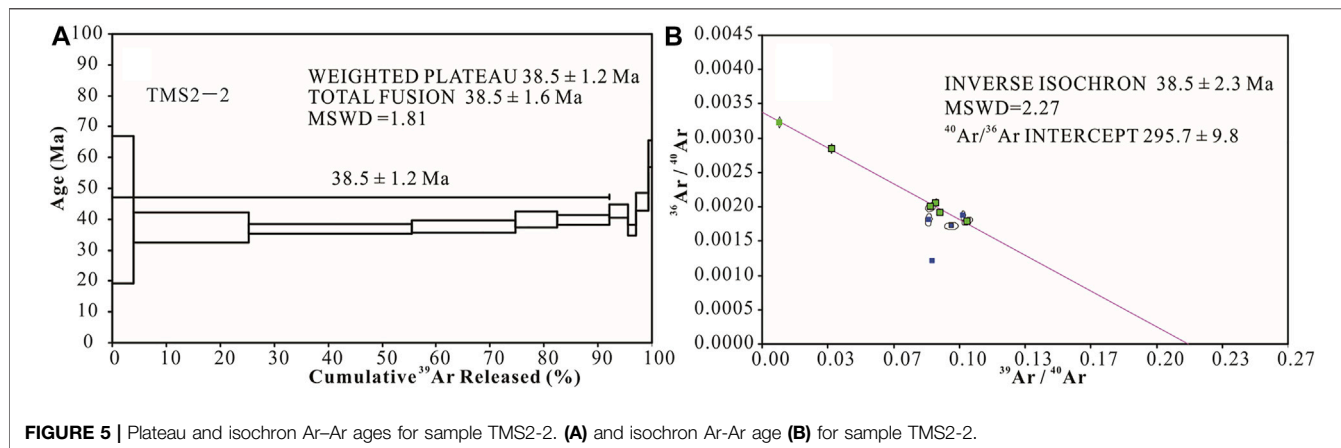 A
100
90
80
70
60
50
40
30
20
10
0
Age (Ma)
TMS2-2
WEIGHTED PLATEAU 38.5 ± 1.2 Ma
TOTAL FUSION 38.5 ± 1.6 Ma
MSWD =1.81
38.5 ± 1.2 Ma
0 10 20 30 40 50 60 70 80 90 100
Cumulative ³⁹Ar Released (%)
B
0.0045
0.0040
0.0035
0.0030
0.0025
0.0020
0.0015
0.0010
0.0005
0.0000
³⁶Ar / ⁴⁰Ar
INVERSE ISOCHRON 38.5 ± 2.3 Ma
MSWD=2.27
⁴⁰Ar/³⁶Ar INTERCEPT 295.7 ± 9.8
0.00 0.03 0.07 0.10 0.13 0.17 0.20 0.23 0.27
³⁹Ar / ⁴⁰Ar
FIGURE 5 | Plateau and isochron Ar–Ar ages for sample TMS2-2. (A) and isochron Ar-Ar age (B) for sample TMS2-2.